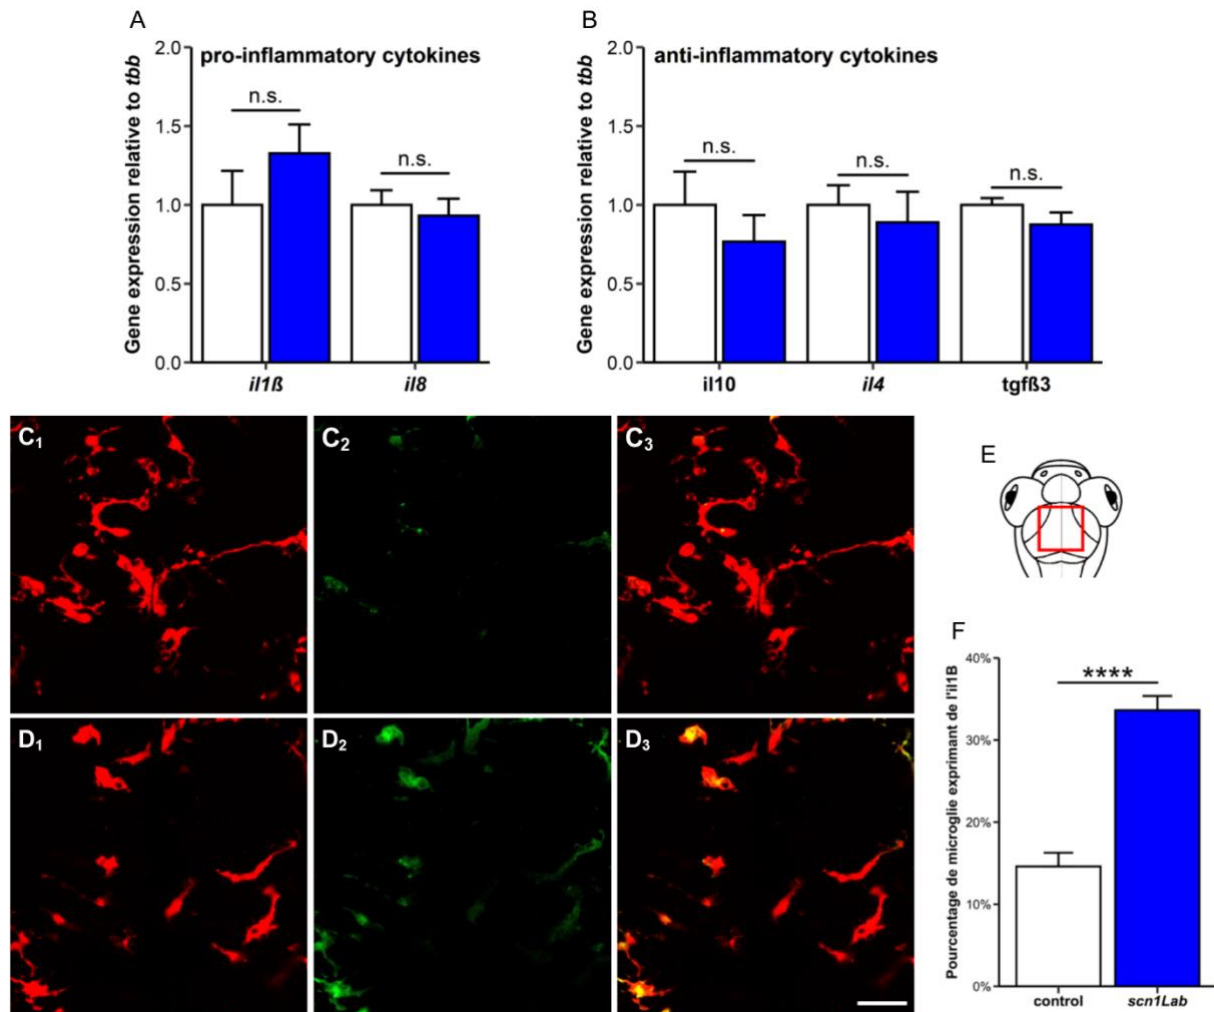 A
pro-inflammatory cytokines
Gene expression relative to tbb
2.0
1.5
1.0
0.5
0.0
n.s.
n.s.
il1ß
il8
B
anti-inflammatory cytokines
Gene expression relative to tbb
2.0
1.5
1.0
0.5
0.0
n.s.
n.s.
n.s.
il10
il4
tgfß3
C₁
C₂
C₃
D₁
D₂
D₃
E
F
Pourcentage de microglie exprimant de l'il1B
40%
30%
20%
10%
0%
****
control
scn1Lab